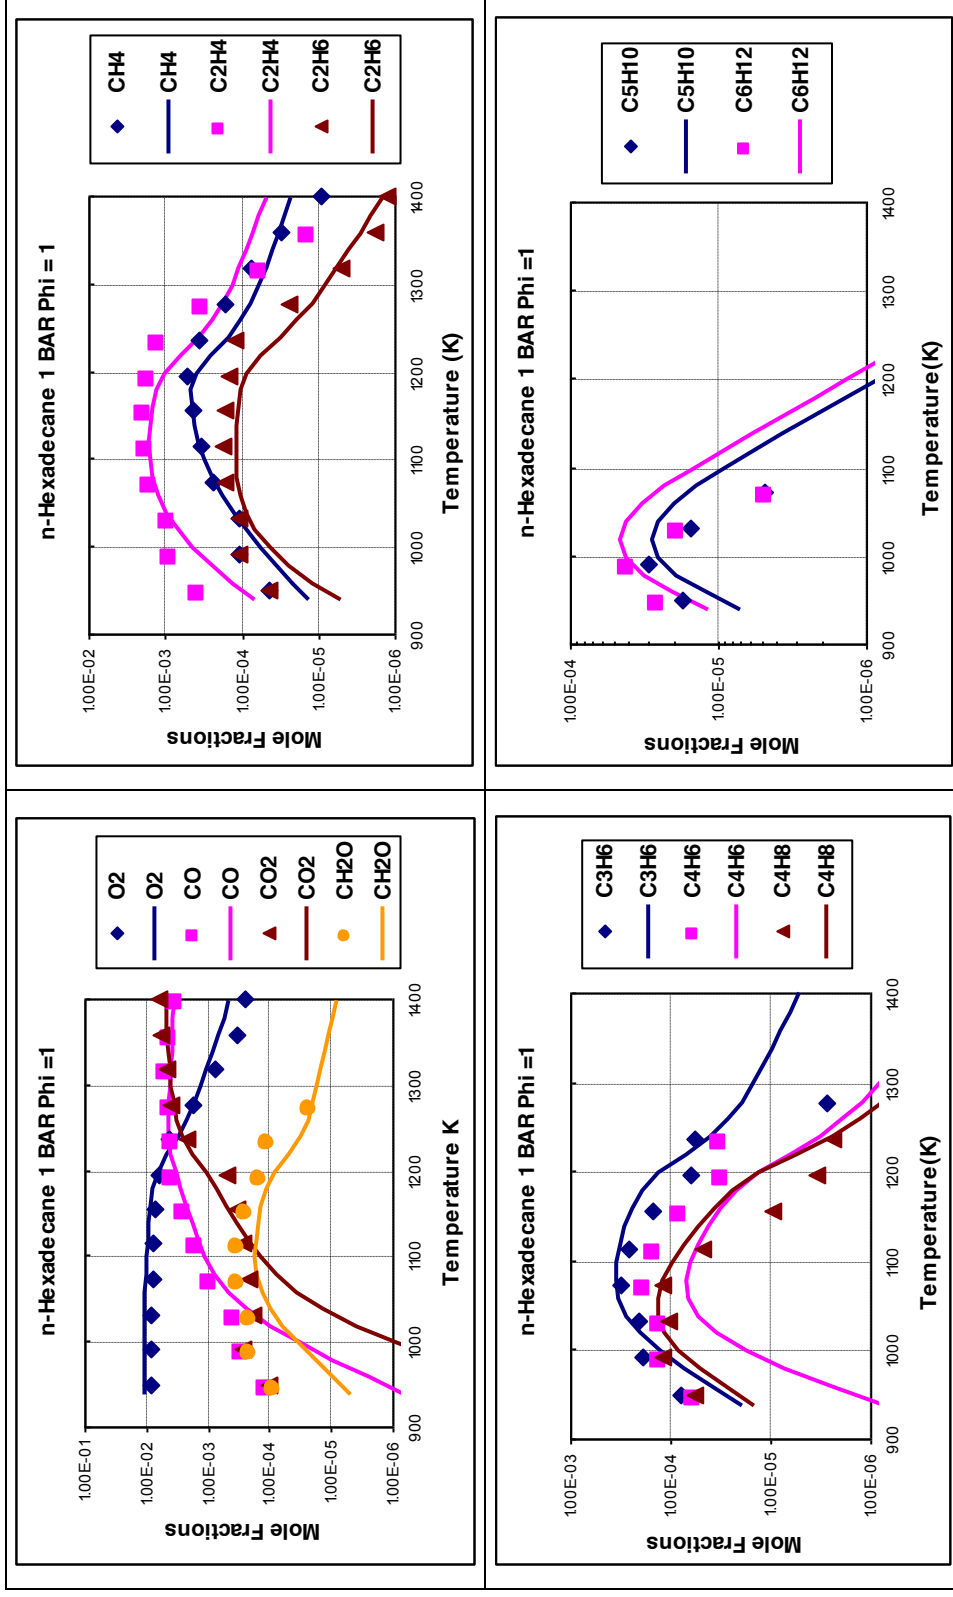 n-Hexadecane 1 BAR Phi =1
Mole Fractions
1.00E-01
1.00E-02
1.00E-03
1.00E-04
1.00E-05
1.00E-06
900
1000
1100
1200
1300
1400
Temperature K
O2
O2
CO
CO
CO2
CO2
CH2O
CH2O
n-Hexadecane 1 BAR Phi = 1
Mole Fractions
1.00E-02
1.00E-03
1.00E-04
1.00E-05
1.00E-06
900
1000
1100
1200
1300
1400
Temperature (K)
CH4
CH4
C2H4
C2H4
C2H6
C2H6
n-Hexadecane 1 BAR Phi =1
Mole Fractions
1.00E-03
1.00E-04
1.00E-05
1.00E-06
900
1000
1100
1200
1300
1400
Temperature(K)
C3H6
C3H6
C4H6
C4H6
C4H8
C4H8
n-Hexadecane 1 BAR Phi =1
Mole Fractions
1.00E-04
1.00E-05
1.00E-06
900
1000
1100
1200
1300
1400
Temperature(K)
C5H10
C5H10
C6H12
C6H12